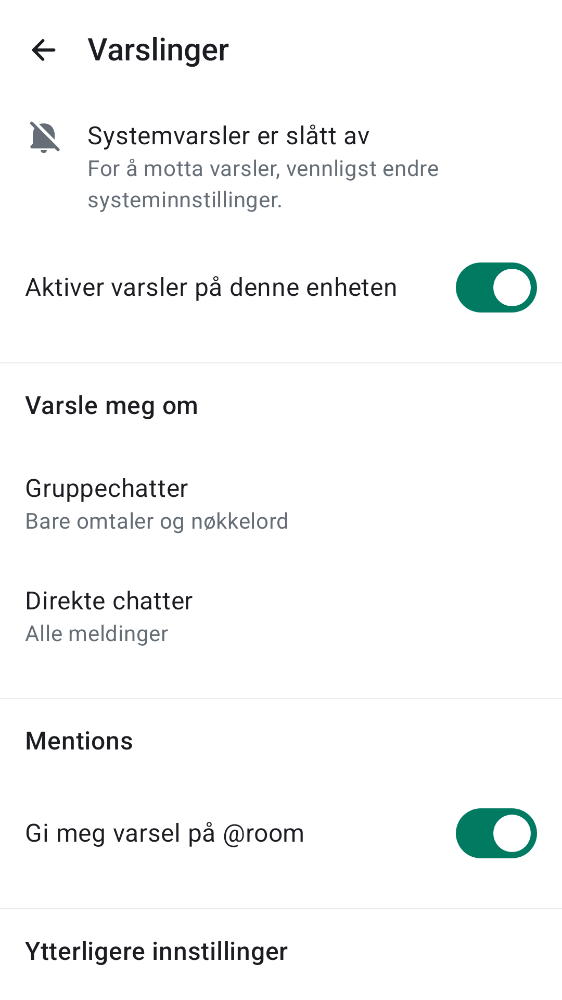 Varslinger
Systemvarsler er slått av
For å motta varsler, vennligst endre
systeminnstillinger.
Aktiver varsler på denne enheten
Varsle meg om
Gruppechatter
Bare omtaler og nøkkelord
Direkte chatter
Alle meldinger
Mentions
Gi meg varsel på @room
Ytterligere innstillinger